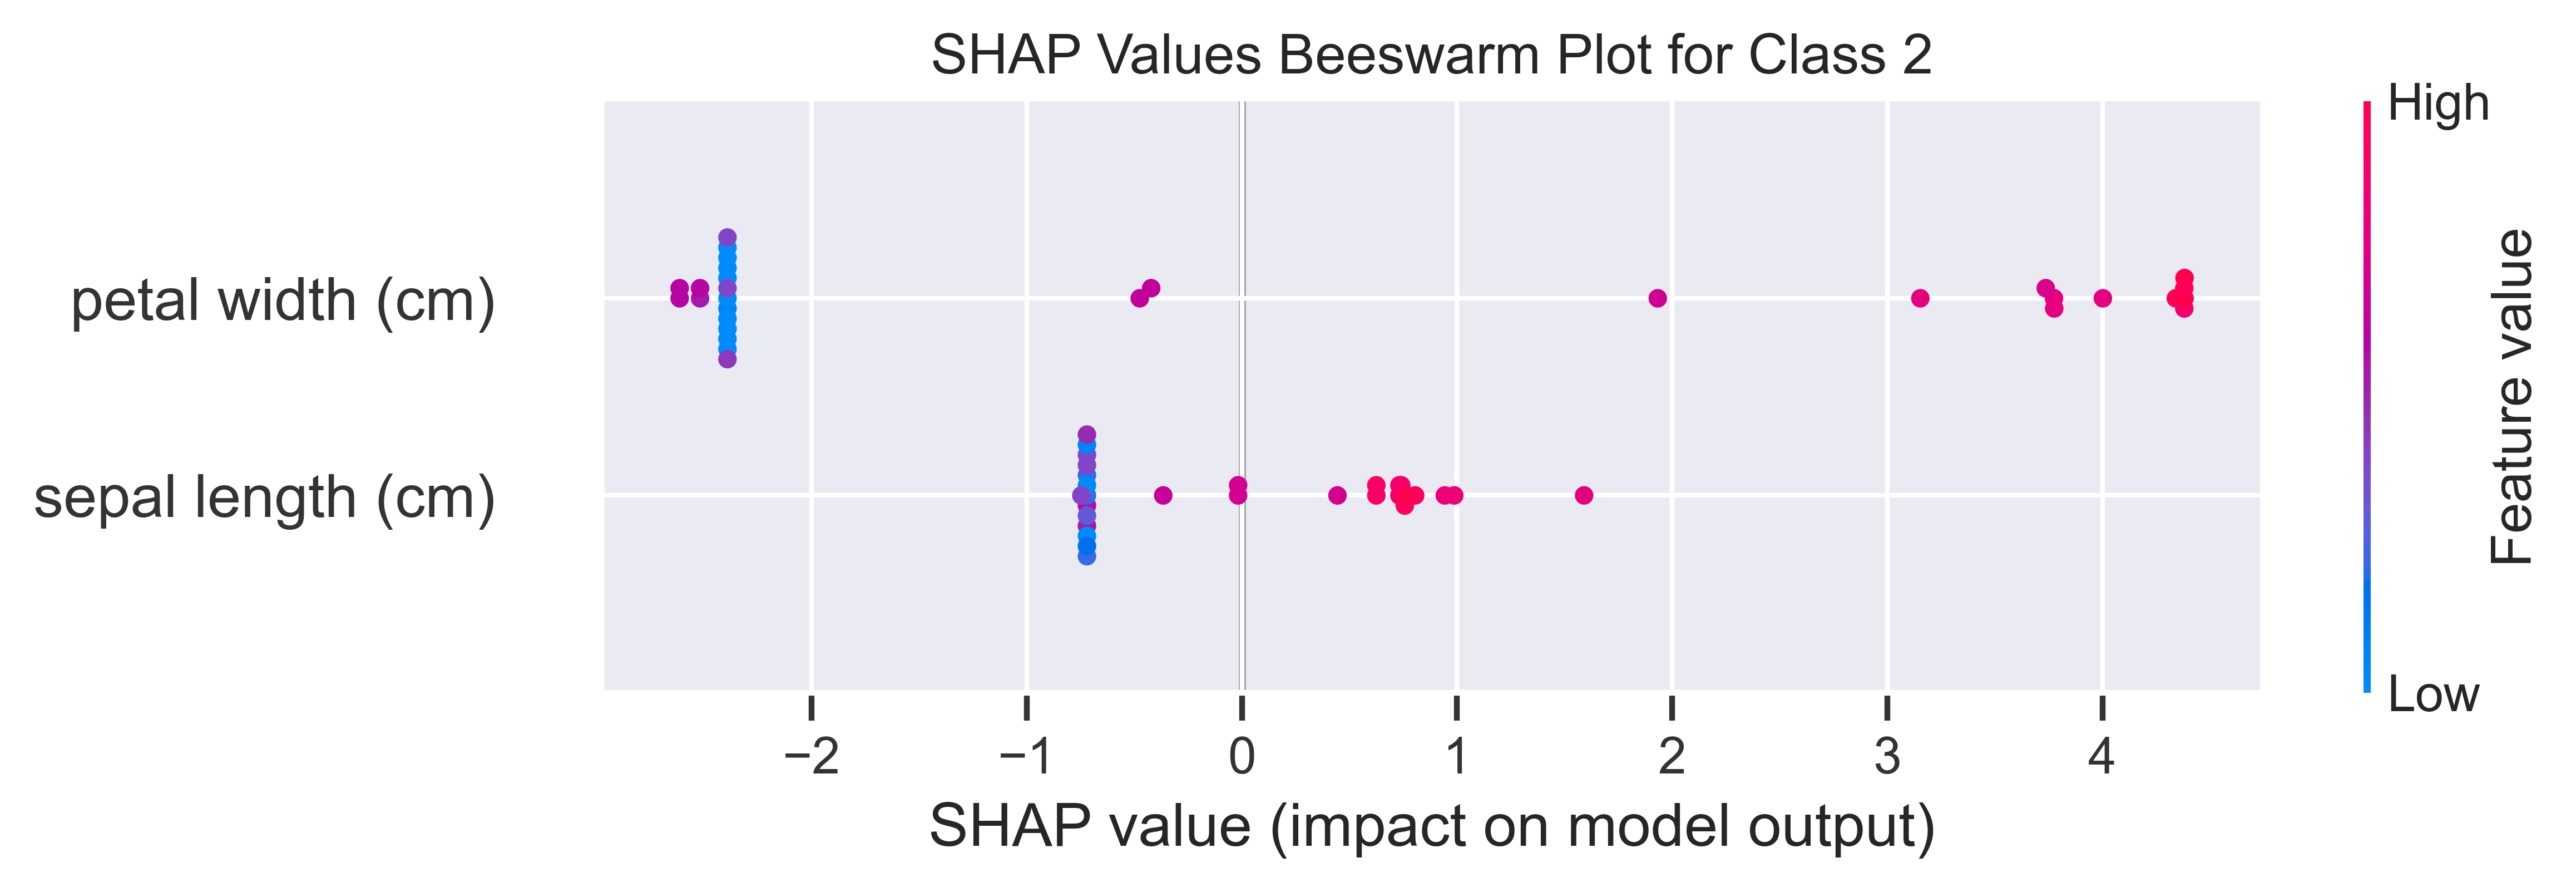 SHAP Values Beeswarm Plot for Class 2
High
petal width (cm)
sepal length (cm)
Feature value
Low
−2 −1 0 1 2 3 4
SHAP value (impact on model output)